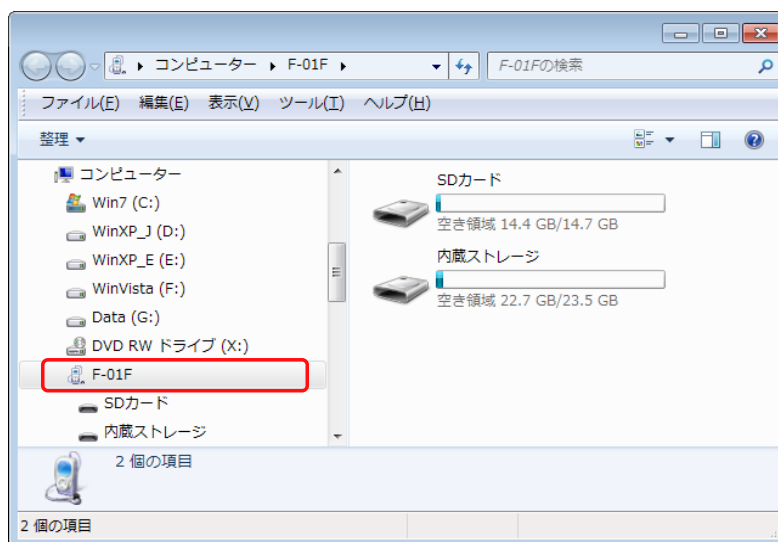 コンピューター F-01F F-01Fの検索
ファイル(F) 編集(E) 表示(V) ツール(T) ヘルプ(H)
整理
コンピューター
Win7 (C:)
WinXP_J (D:)
WinXP_E (E:)
WinVista (F:)
Data (G:)
DVD RW ドライブ (X:)
F-01F
SDカード
内蔵ストレージ
SDカード
空き領域 14.4 GB/14.7 GB
内蔵ストレージ
空き領域 22.7 GB/23.5 GB
2 個の項目
2 個の項目